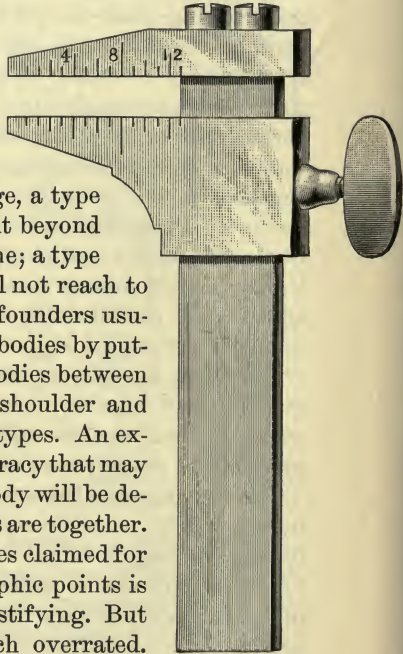 4 8 12
ge, a type
t beyond
ne; a type
l not reach to
founders usu-
bodies by put-
odies between
shoulder and
types. An ex-
racy that may
dy will be de-
s are together.
es claimed for
phic points is
stifying. But
ch overrated.